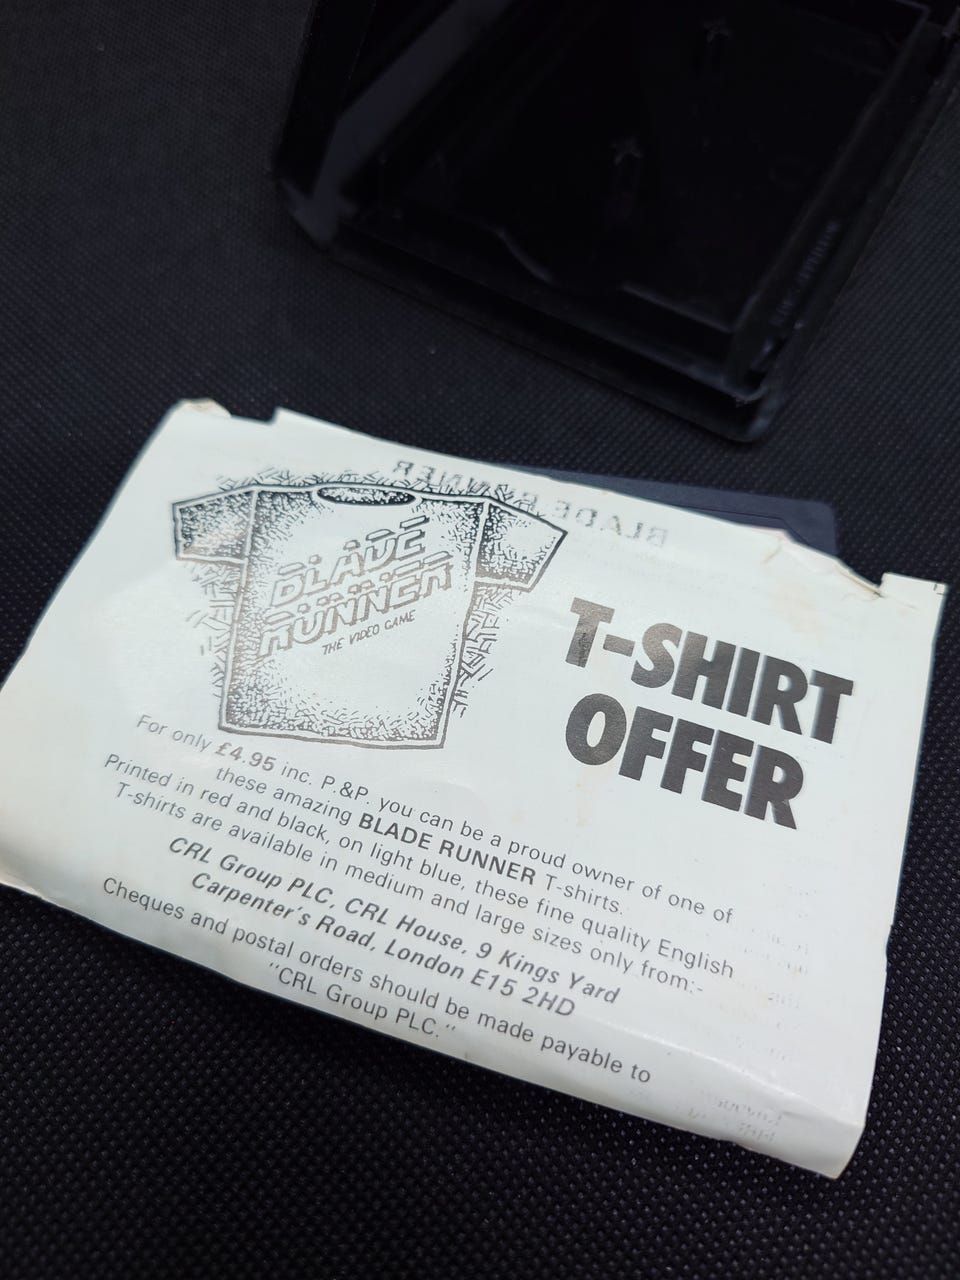 BLADE RUNNER
BLADE
RUNNER
THE VIDEO GAME
T-SHIRT
OFFER
For only £4.95 inc. P.&P. you can be a proud owner of one of
these amazing BLADE RUNNER T-shirts.
Printed in red and black, on light blue, these fine quality English
T-shirts are available in medium and large sizes only from:-
CRL Group PLC, CRL House, 9 Kings Yard
Carpenter's Road, London E15 2HD
Cheques and postal orders should be made payable to
"CRL Group PLC."